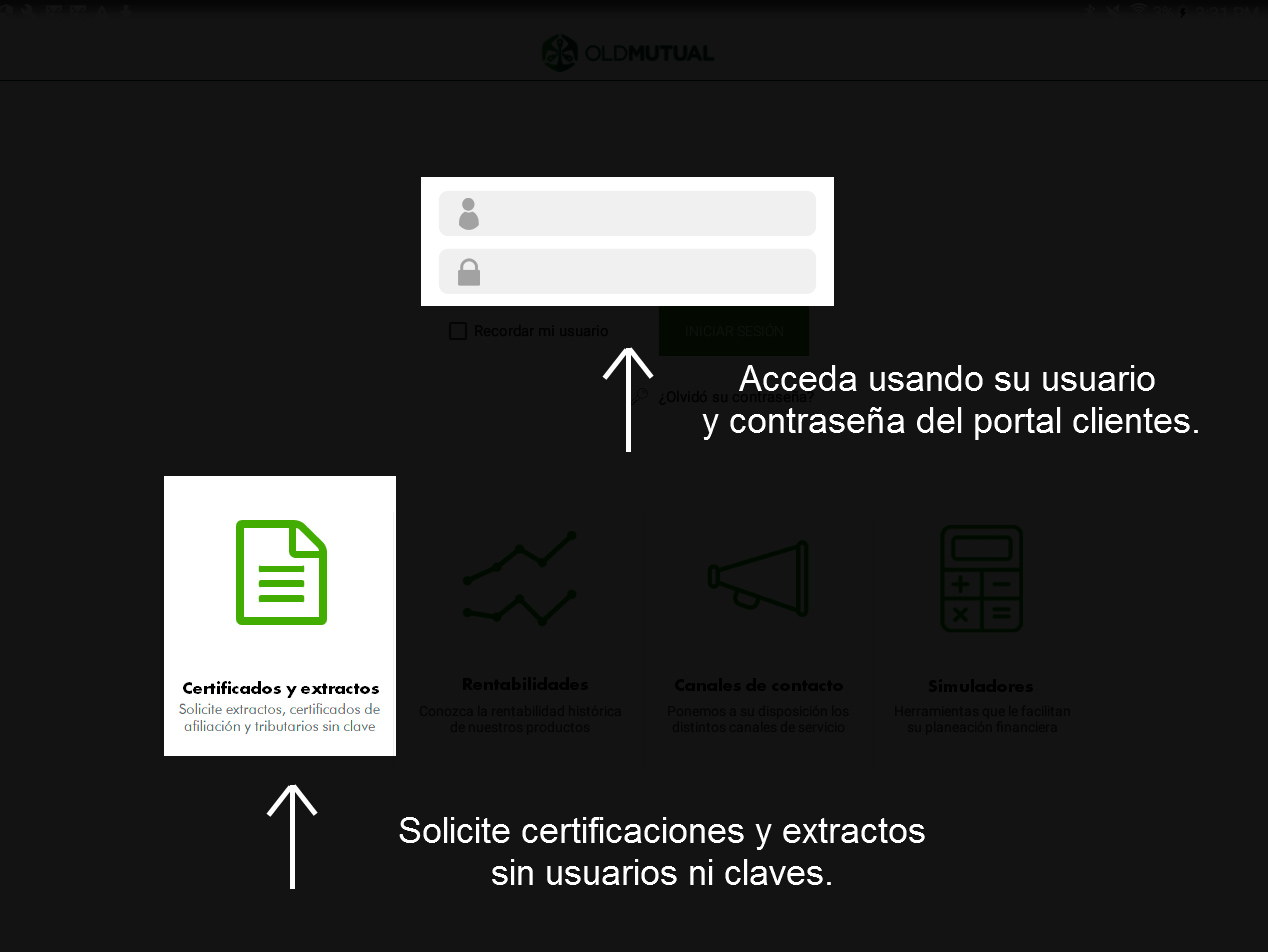 3:31 PM
OLDMUTUAL
Recordar mi usuario
INICIAR SESIÓN
¿Olvidó su contraseña?
Acceda usando su usuario
y contraseña del portal clientes.
Certificados y extractos
Solicite extractos, certificados de
afiliación y tributarios sin clave
Rentabilidades
Conozca la rentabilidad histórica
de nuestros productos
Canales de contacto
Ponemos a su disposición los
distintos canales de servicio
Simuladores
Herramientas que le facilitan
su planeación financiera
Solicite certificaciones y extractos
sin usuarios ni claves.